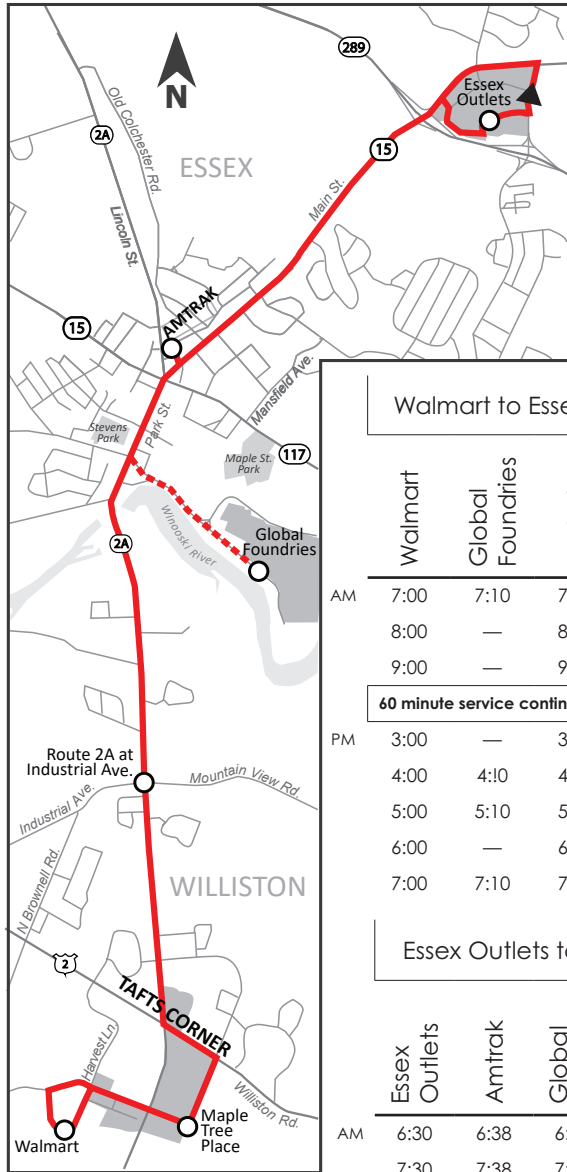 289
Essex
Outlets
Old Colchester Rd.
N
2A
ESSEX
15
Main St.
Lincoln St.
AMTRAK
15
Mansfield Ave.
Park St.
Stevens
Park
Maple St.
Park
117
Global
Foundries
2A
Winooski River
Route 2A at
Industrial Ave.
Mountain View Rd.
Industrial Ave.
N Brownell Rd.
WILLISTON
2
TAFTS CORNER
Harvest Ln.
Williston Rd.
Maple
Tree
Place
Walmart
Walmart to Esse
Walmart
Global
Foundries
AM 7:00 7:10 7
8:00 — 8
9:00 — 9
60 minute service contin
PM 3:00 — 3
4:00 4:!0 4
5:00 5:10 5
6:00 — 6
7:00 7:10 7
Essex Outlets to
Essex
Outlets
Amtrak
Global
AM 6:30 6:38 6:
7:30 7:38